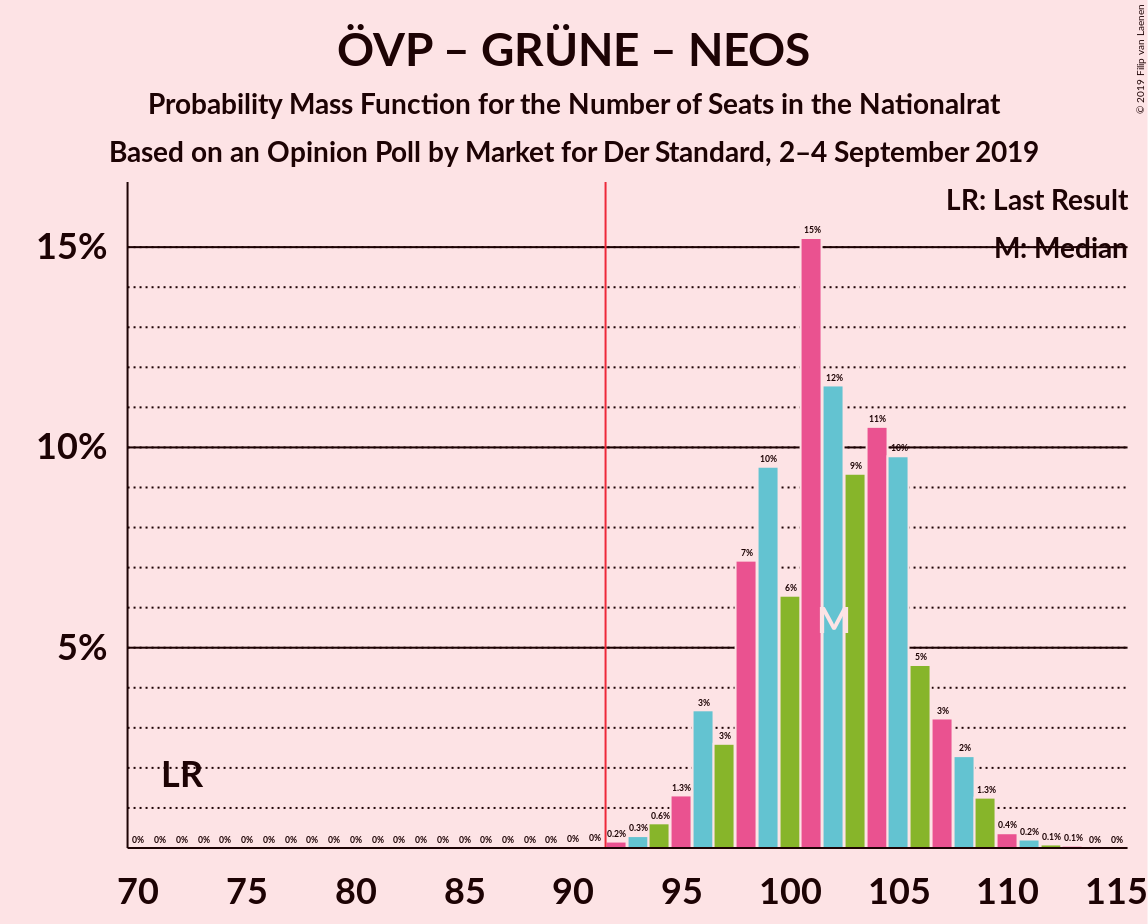 ÖVP – GRÜNE – NEOS
Probability Mass Function for the Number of Seats in the Nationalrat
Based on an Opinion Poll by Market for Der Standard, 2–4 September 2019
© 2019 Filip van Laenen
LR: Last Result
M: Median
15%
10%
5%
LR
M
0% 0% 0% 0% 0% 0% 0% 0% 0% 0% 0% 0% 0% 0% 0% 0% 0% 0% 0% 0% 0% 0% 0.2% 0.3% 0.6% 1.3% 3% 3% 7% 10% 6% 15% 12% 9% 11% 10% 5% 3% 2% 1.3% 0.4% 0.2% 0.1% 0.1% 0% 0%
70 75 80 85 90 95 100 105 110 115